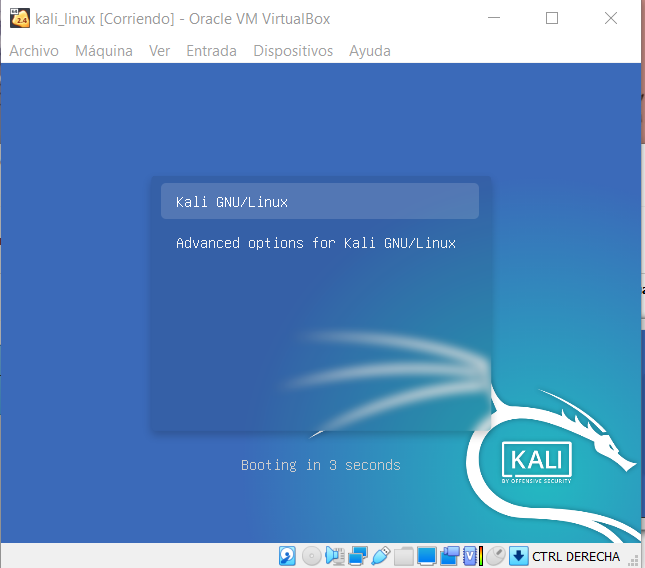 kali_linux [Corriendo] - Oracle VM VirtualBox
Archivo Máquina Ver Entrada Dispositivos Ayuda
Kali GNU/Linux
Advanced options for Kali GNU/Linux
Booting in 3 seconds
KALI
BY OFFENSIVE SECURITY
CTRL DERECHA